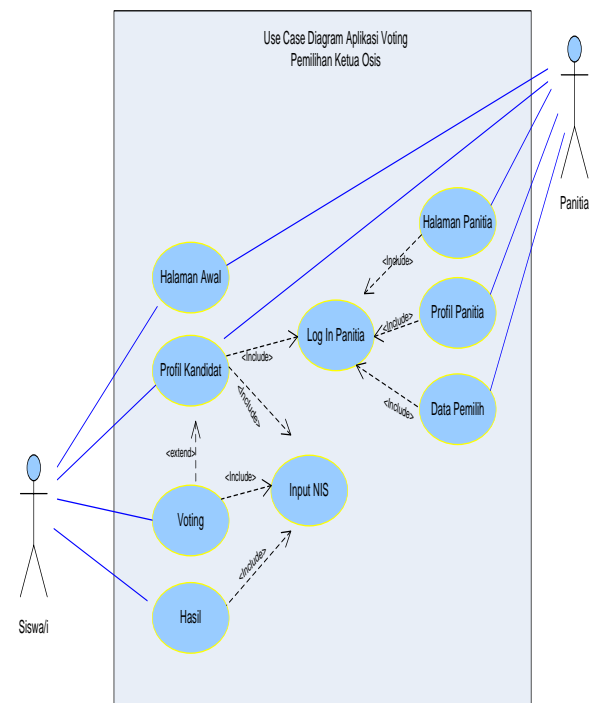 Use Case Diagram Aplikasi Voting
Pemilihan Ketua Osis
Panitia
Halaman Panitia
<Include>
Halaman Awal
Profil Panitia
<Include>
Log In Panitia
<Include>
Profil Kandidat
<Include>
Data Pemilih
<Include>
<extend>
<Include>
Input NIS
Voting
<Include>
Hasil
Siswa/i